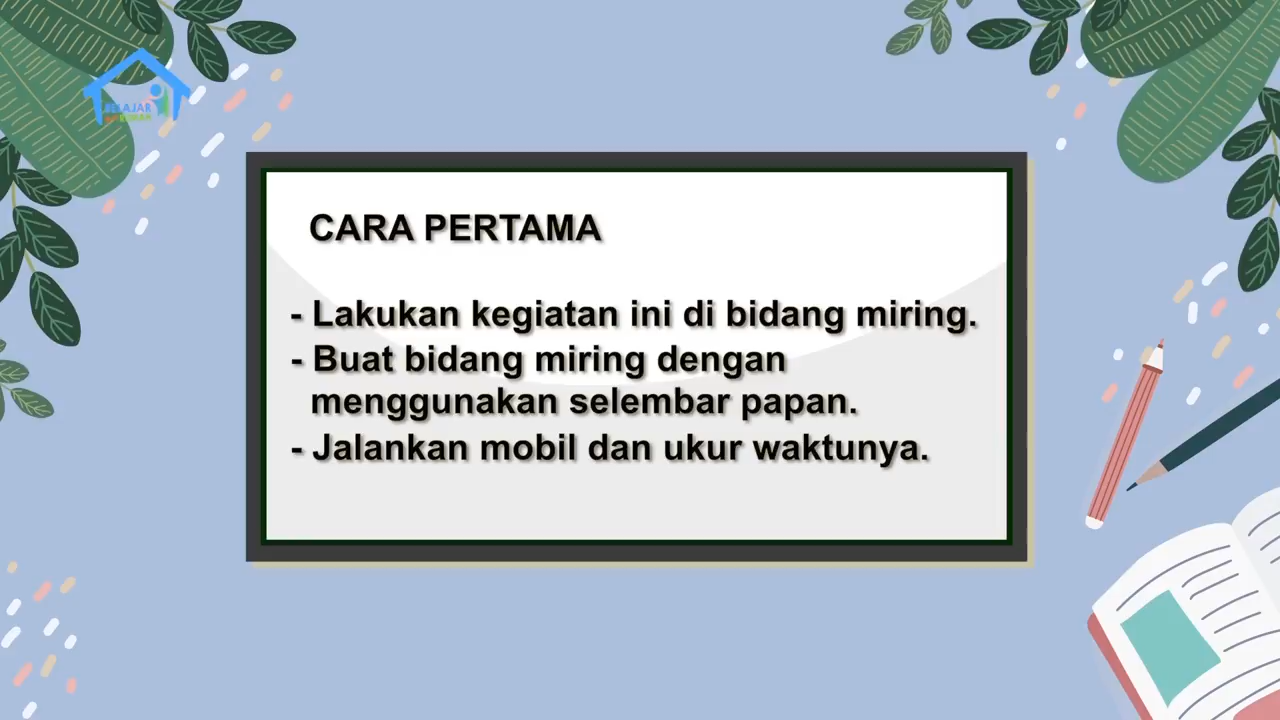 BELAJAR
CARA PERTAMA
- Lakukan kegiatan ini di bidang miring.
- Buat bidang miring dengan
menggunakan selembar papan.
- Jalankan mobil dan ukur waktunya.